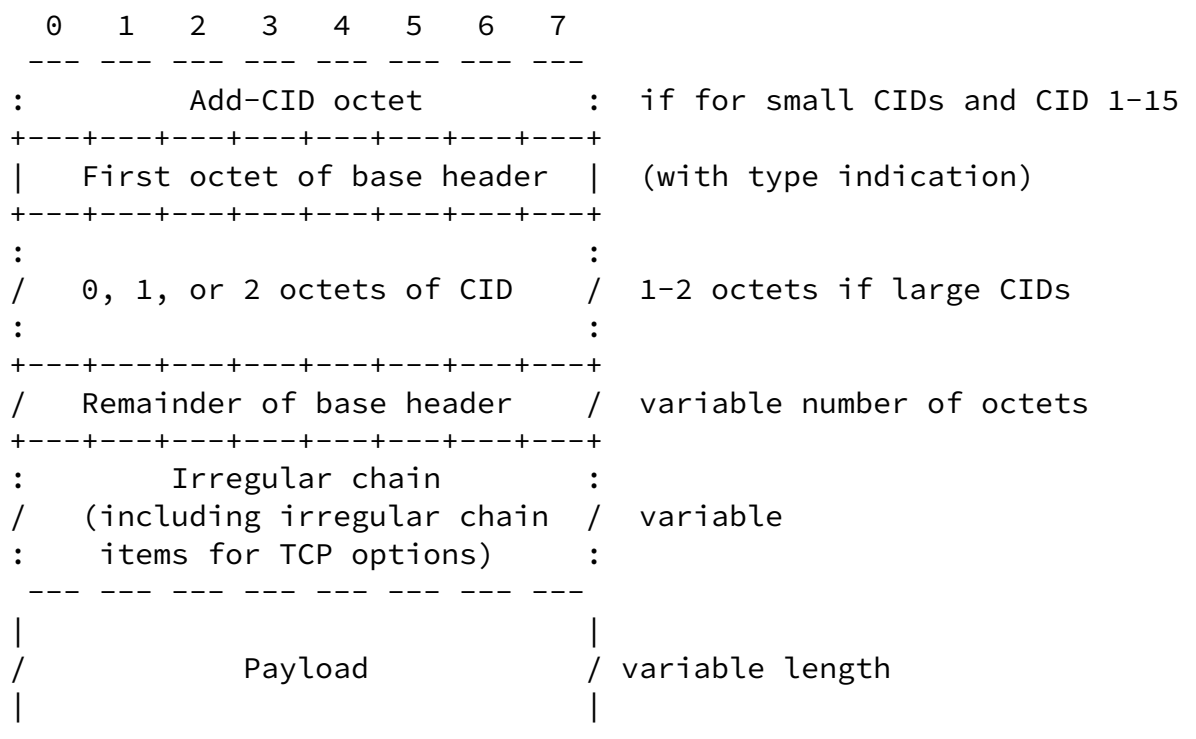 0   1   2   3   4   5   6   7
 --- --- --- --- --- --- --- ---
:         Add-CID octet         :  if for small CIDs and CID 1-15
+---+---+---+---+---+---+---+---+
|   First octet of base header  |  (with type indication)
+---+---+---+---+---+---+---+---+
:                               :
/   0, 1, or 2 octets of CID    /  1-2 octets if large CIDs
:                               :
+---+---+---+---+---+---+---+---+
/   Remainder of base header    /  variable number of octets
+---+---+---+---+---+---+---+---+
:        Irregular chain        :
/   (including irregular chain  /  variable
:    items for TCP options)     :
 --- --- --- --- --- --- --- ---
|                               |
/            Payload            / variable length
|                               |